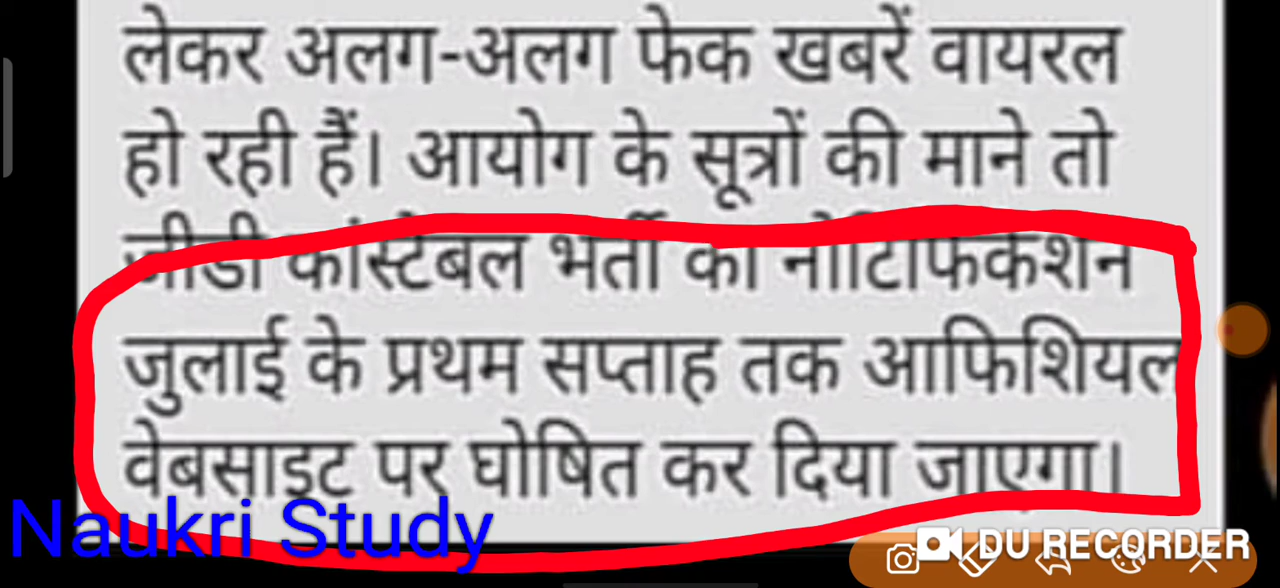 लेकर अलग-अलग फेक खबरें वायरल
हो रही हैं। आयोग के सूत्रों की माने तो
जीडी कांस्टेबल भर्ती का नोटिफिकेशन
जुलाई के प्रथम सप्ताह तक आफिशियल
वेबसाइट पर घोषित कर दिया जाएगा।
Naukri Study
DU RECORDER